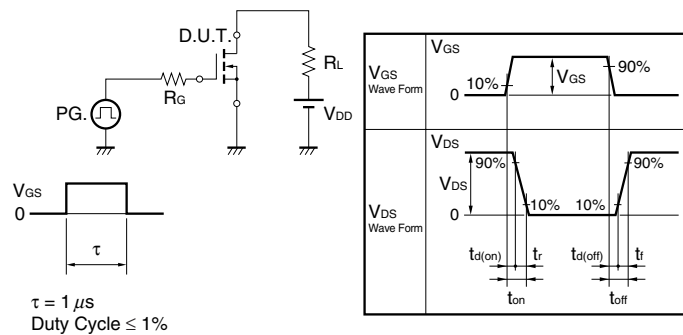 D.U.T.
RL
RG
PG.
VDD
VGS
0
τ
τ = 1 μs
Duty Cycle ≤ 1%
VGS
Wave Form
VGS
10%
VGS
90%
0
VDS
Wave Form
VDS
90%
VDS
90%
10%
10%
0
td(on) tr td(off) tf
ton toff